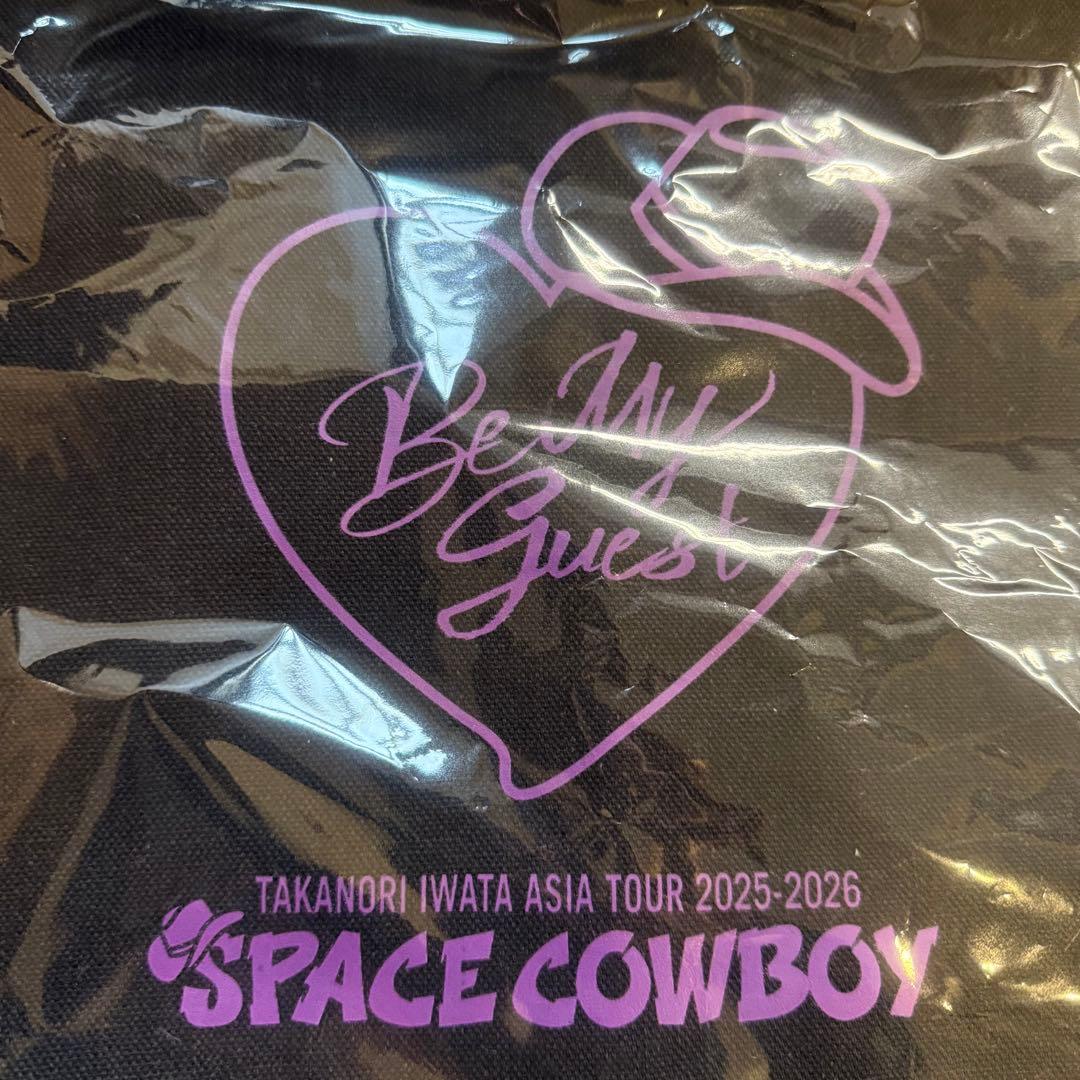 Be My
Guest
TAKANORI IWATA ASIA TOUR 2025-2026
SPACE COWBOY